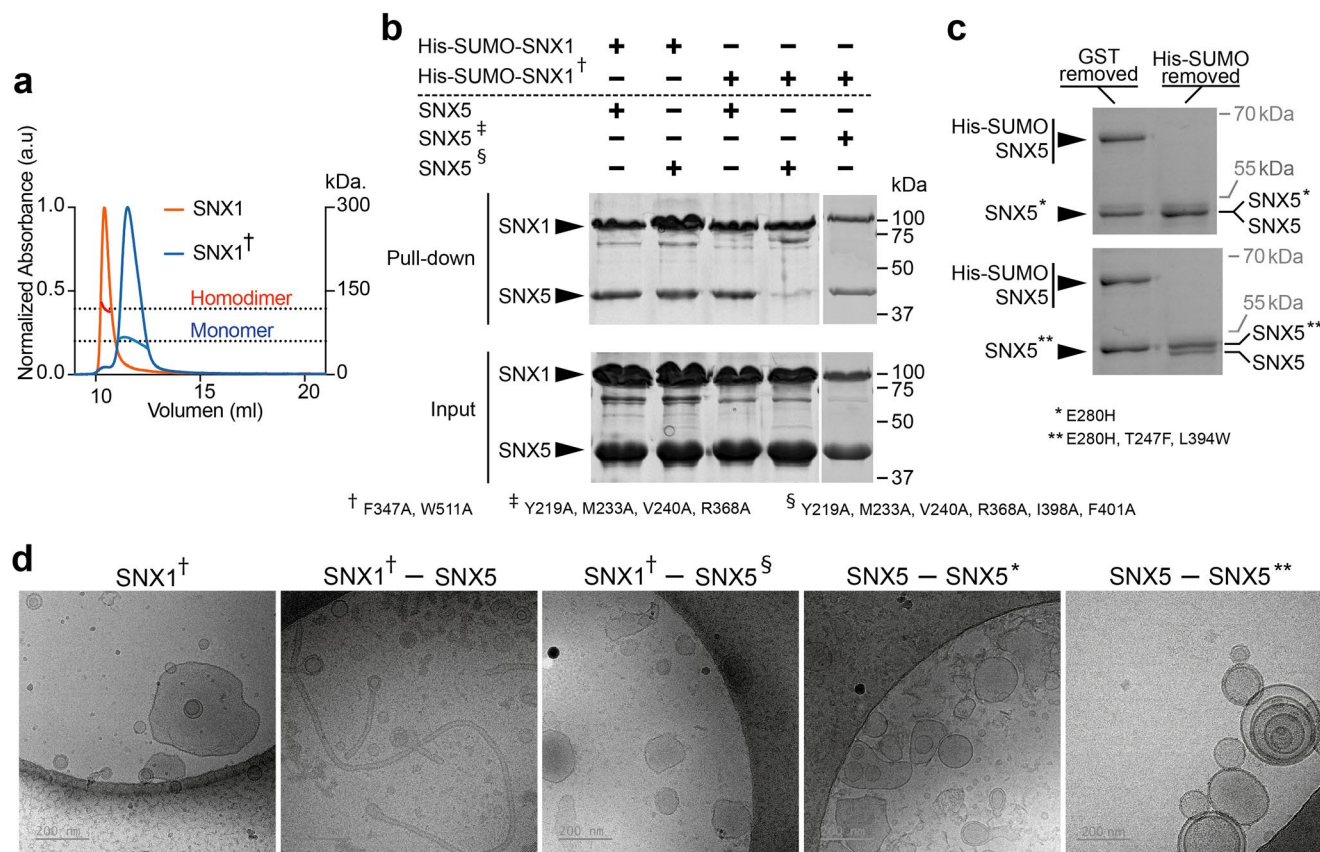 a
Normalized Absorbance (a.u)
1.0
0.5
0.0
10
15
20
Volumen (ml)
kDa.
300
150
0
SNX1
SNX1†
Homodimer
Monomer
b
His-SUMO-SNX1 + + − − −
His-SUMO-SNX1† − − + + +
SNX5 + − + − −
SNX5‡ − − − − +
SNX5§ − + − + −
kDa
Pull-down
SNX1
SNX5
100
75
50
37
Input
SNX1
SNX5
100
75
50
37
† F347A, W511A
‡ Y219A, M233A, V240A, R368A
§ Y219A, M233A, V240A, R368A, I398A, F401A
c
GST removed
His-SUMO removed
His-SUMO
SNX5
SNX5*
70 kDa
55 kDa
SNX5*
SNX5
His-SUMO
SNX5
SNX5**
70 kDa
55 kDa
SNX5**
SNX5
* E280H
** E280H, T247F, L394W
d
SNX1†
SNX1† – SNX5
SNX1† – SNX5§
SNX5 – SNX5*
SNX5 – SNX5**
200 nm
200 nm
200 nm
200 nm
200 nm